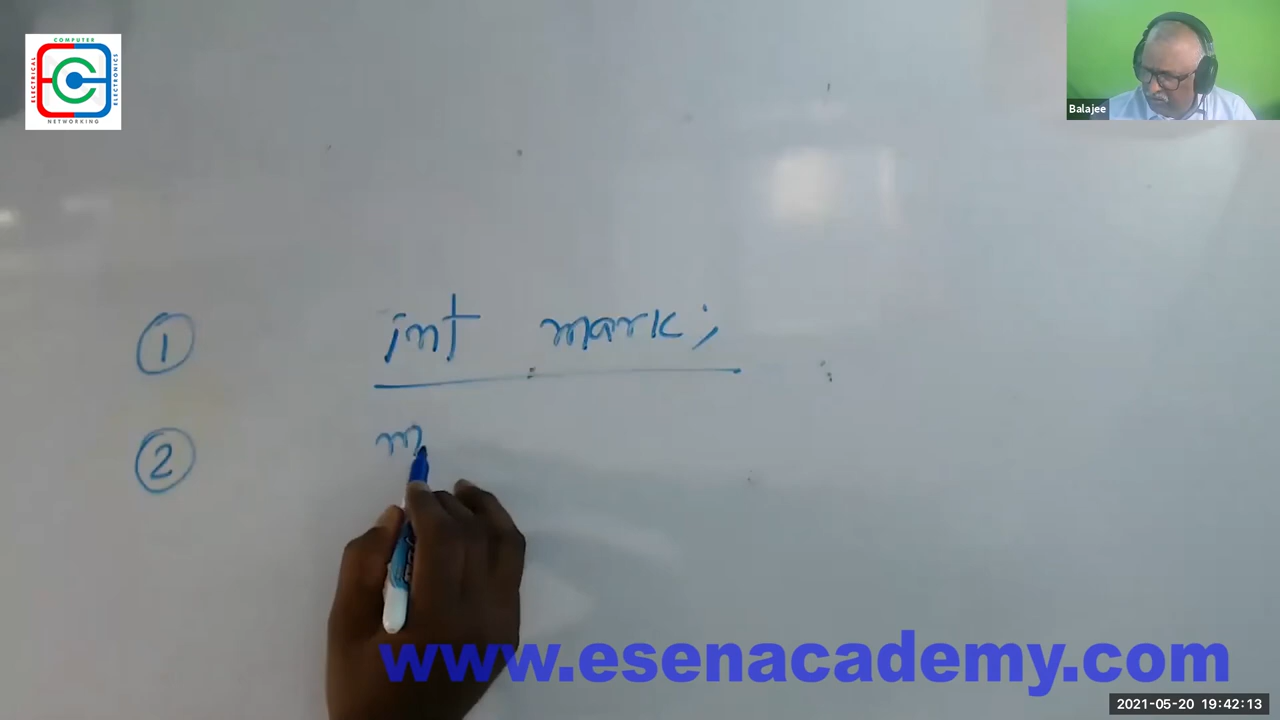 COMPUTER
ELECTRICAL
ELECTRONICS
NETWORKING
Balajee
① int mark;
② m
www.esenacademy.com
2021-05-20 19:42:13